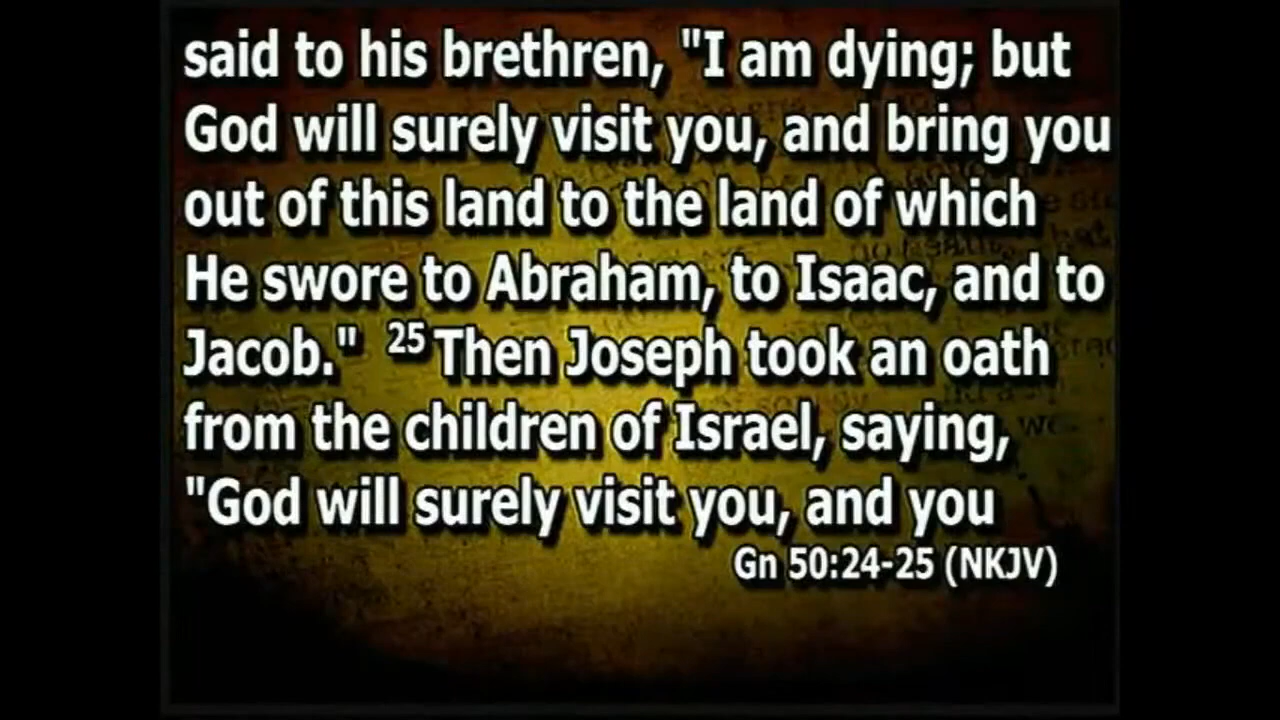 said to his brethren, "I am dying; but
God will surely visit you, and bring you
out of this land to the land of which
He swore to Abraham, to Isaac, and to
Jacob." 25 Then Joseph took an oath
from the children of Israel, saying,
"God will surely visit you, and you
Gn 50:24-25 (NKJV)